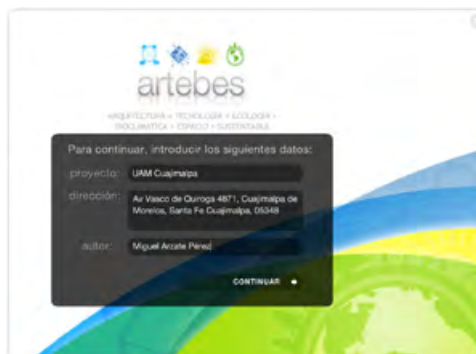 artebes
+ARQUITECTURA + TECNOLOGÍA + ECOLOGÍA +
BIOCLIMÁTICA + ESPACIO + SUSTENTABLE
Para continuar, introducir los siguientes datos:
proyecto: UAM Cuajimalpa
dirección: Av Vasco de Quiroga 4871, Cuajimalpa de
Morelos, Santa Fe Cuajimalpa, 05348
autor: Miguel Arzate Pérez
CONTINUAR